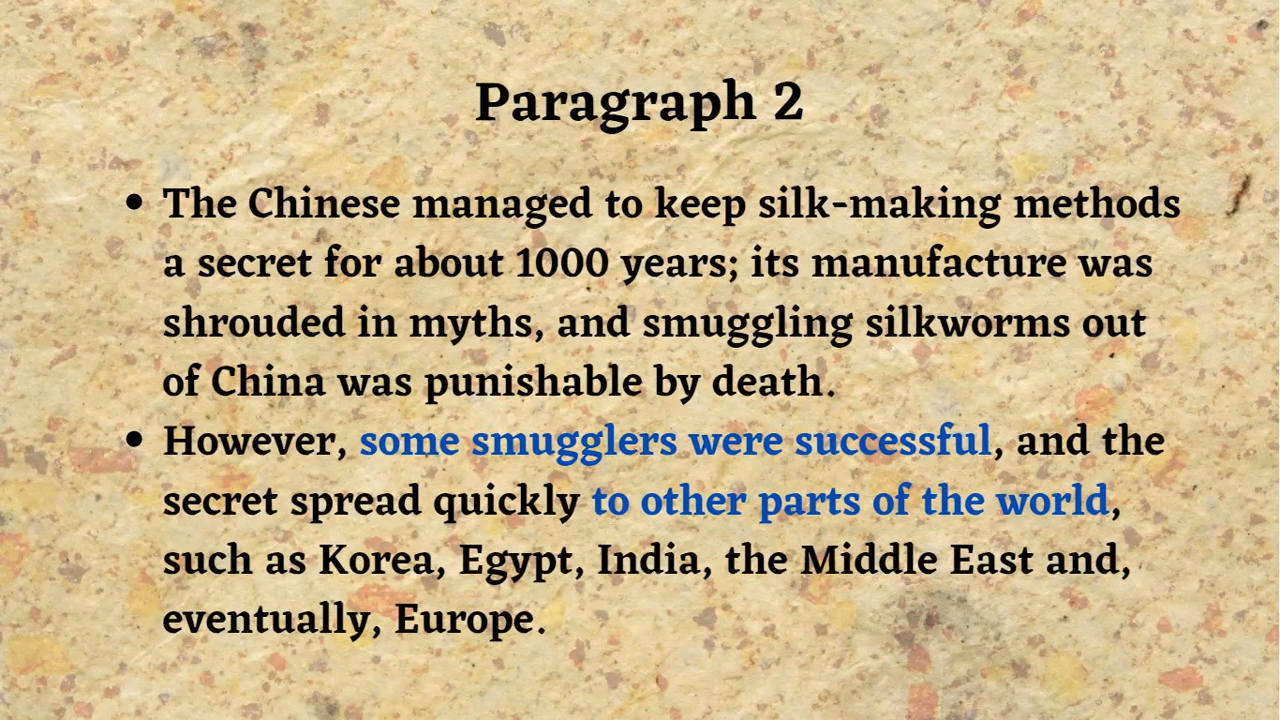 Paragraph 2
• The Chinese managed to keep silk-making methods
a secret for about 1000 years; its manufacture was
shrouded in myths, and smuggling silkworms out
of China was punishable by death.
• However, some smugglers were successful, and the
secret spread quickly to other parts of the world,
such as Korea, Egypt, India, the Middle East and,
eventually, Europe.